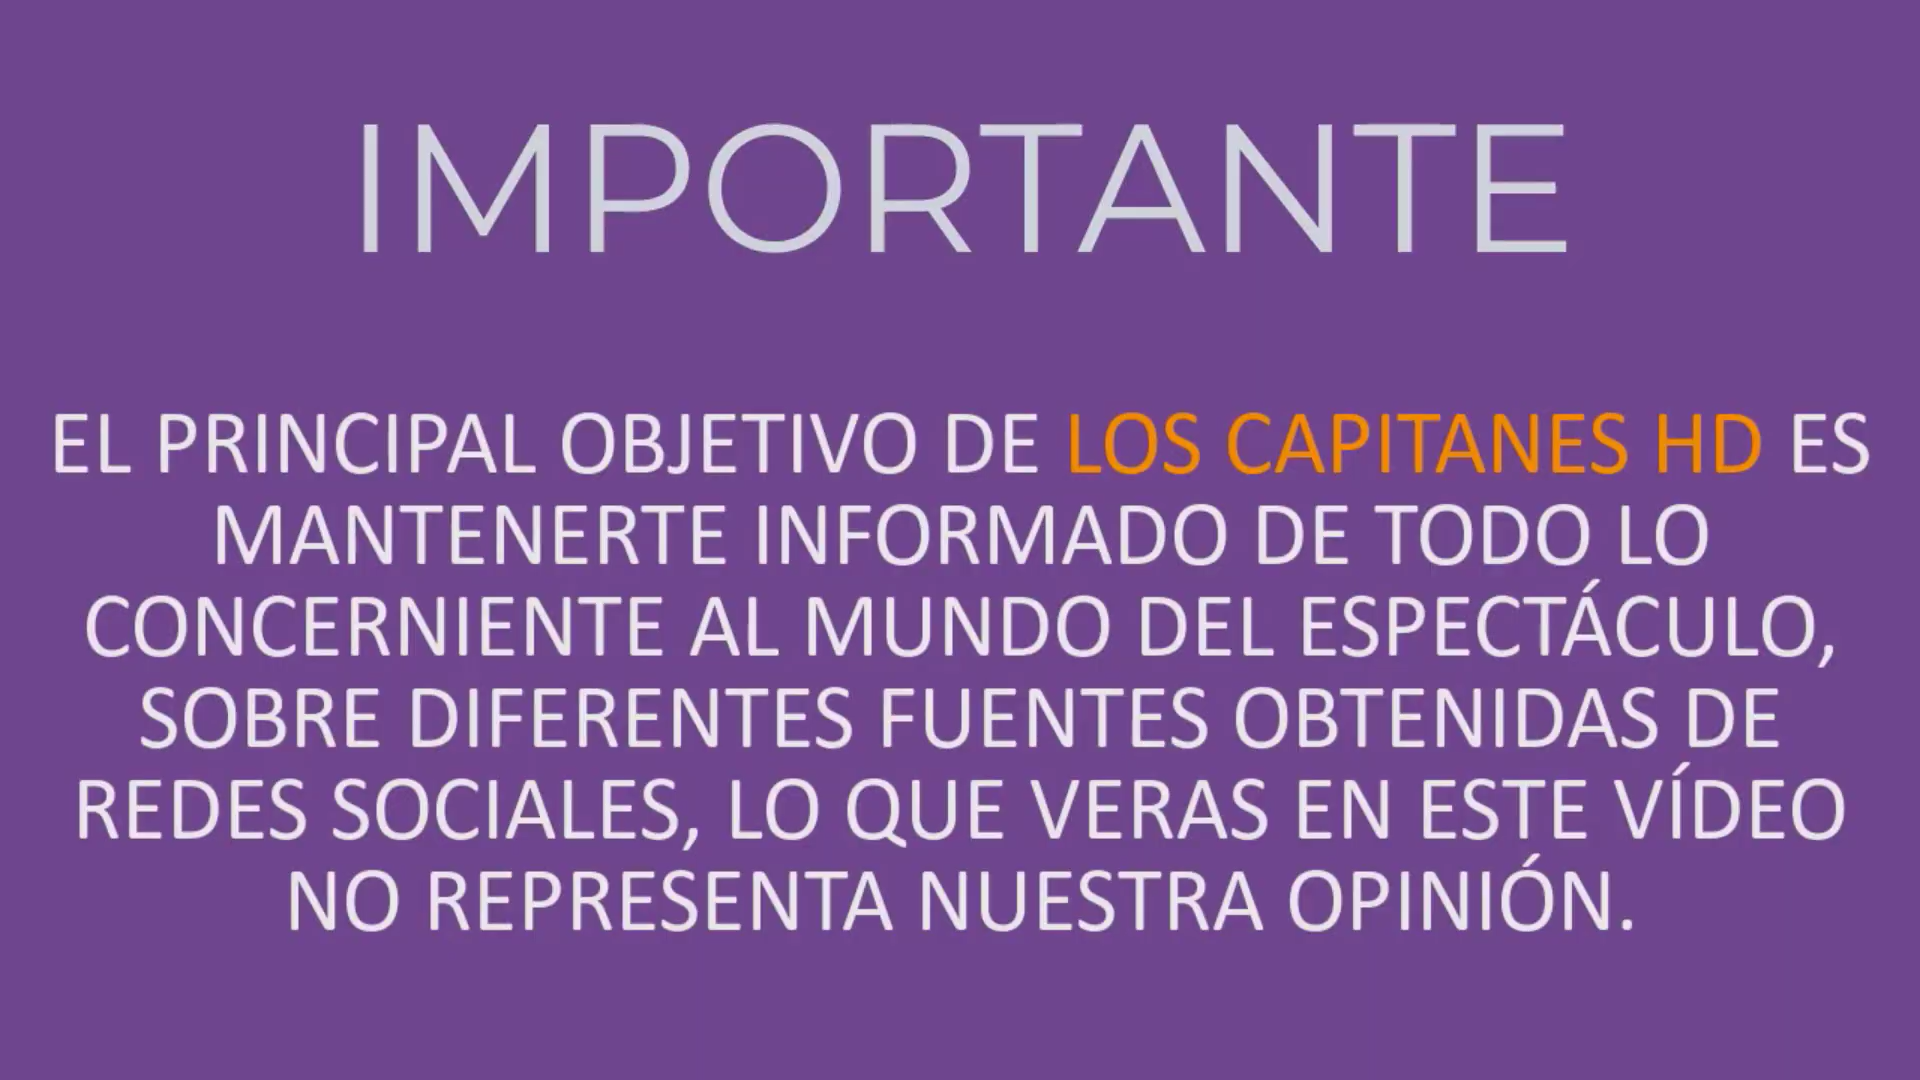 IMPORTANTE
EL PRINCIPAL OBJETIVO DE LOS CAPITANES HD ES
MANTENERTE INFORMADO DE TODO LO
CONCERNIENTE AL MUNDO DEL ESPECTÁCULO,
SOBRE DIFERENTES FUENTES OBTENIDAS DE
REDES SOCIALES, LO QUE VERAS EN ESTE VÍDEO
NO REPRESENTA NUESTRA OPINIÓN.